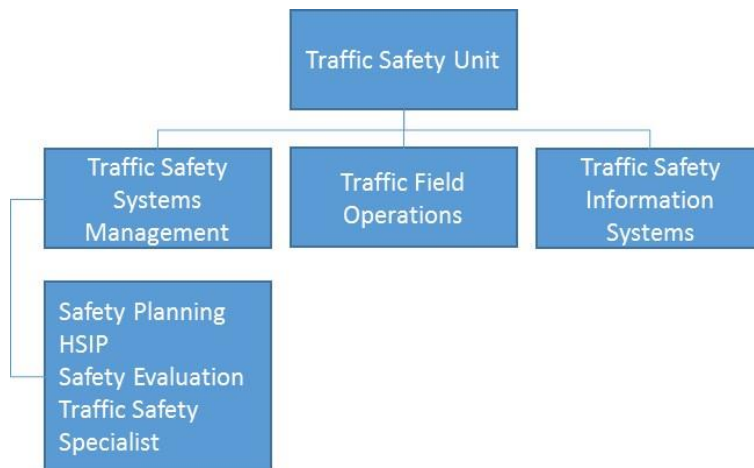 Traffic Safety Unit
Traffic Safety
Systems
Management
Traffic Field
Operations
Traffic Safety
Information
Systems
Safety Planning
HSIP
Safety Evaluation
Traffic Safety
Specialist